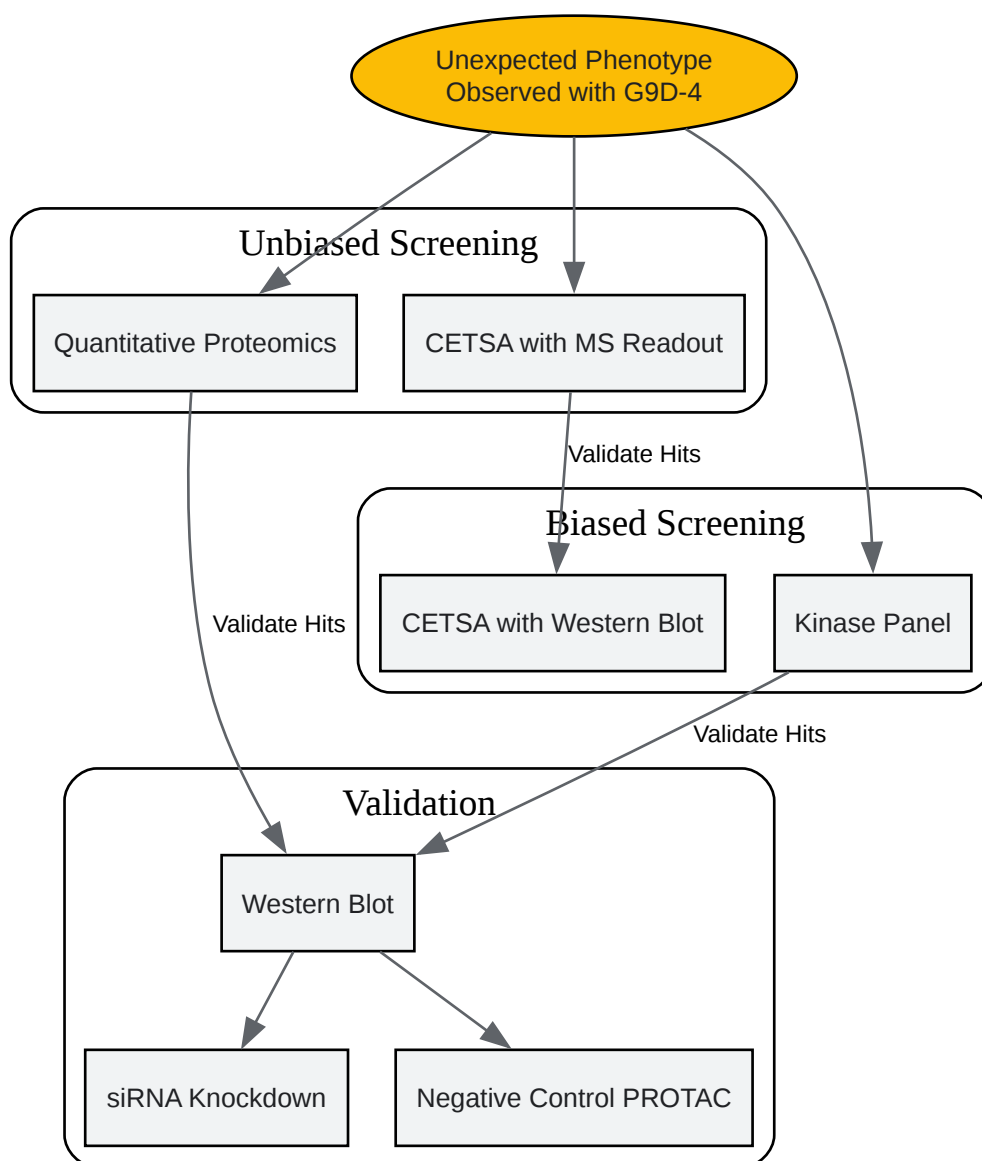 Unexpected Phenotype
Observed with G9D-4
Unbiased Screening
Quantitative Proteomics
CETSA with MS Readout
Validate Hits
Biased Screening
CETSA with Western Blot
Kinase Panel
Validate Hits
Validate Hits
Validation
Western Blot
siRNA Knockdown
Negative Control PROTAC